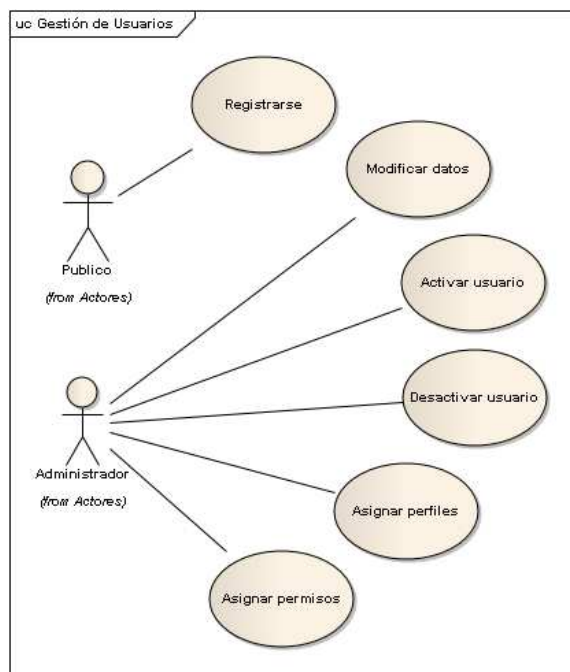 uc Gestión de Usuarios
Registrarse
Modificar datos
Publico
(from Actores)
Activar usuario
Desactivar usuario
Administrador
(from Actores)
Asignar perfiles
Asignar permisos